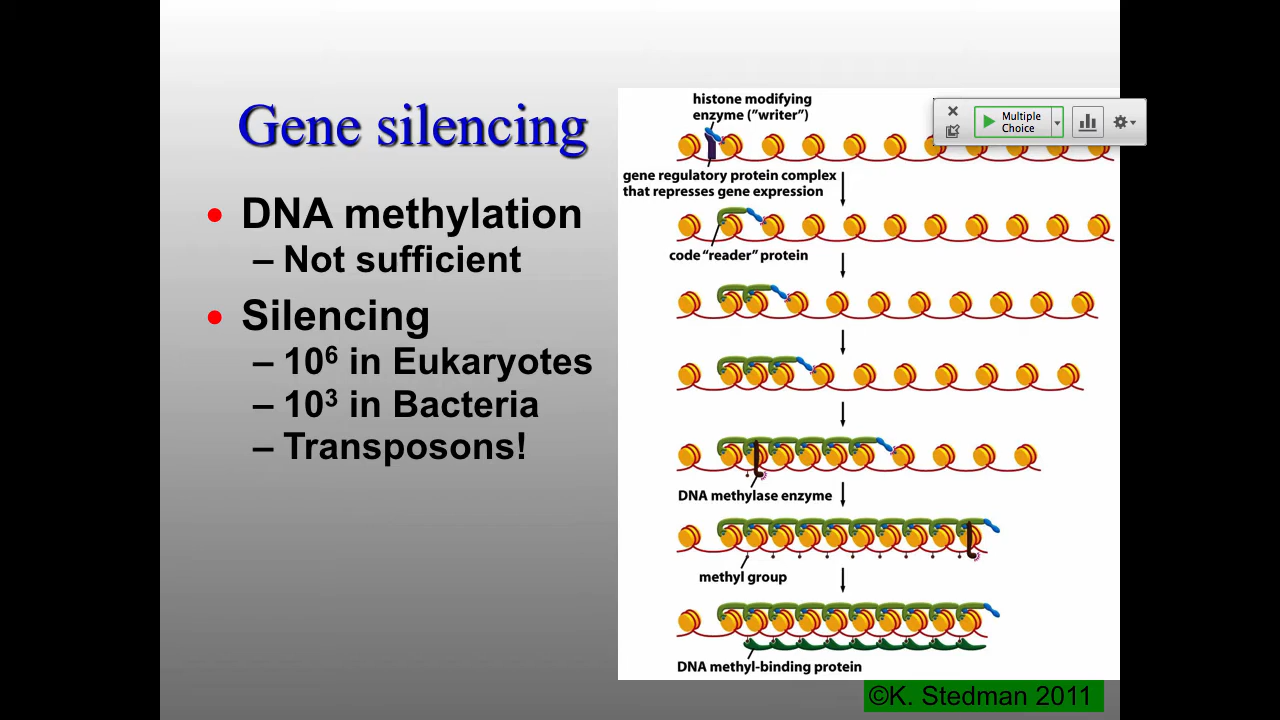 Gene silencing
• DNA methylation
– Not sufficient
• Silencing
– 10⁶ in Eukaryotes
– 10³ in Bacteria
– Transposons!
histone modifying
enzyme ("writer")
gene regulatory protein complex
that represses gene expression
code "reader" protein
DNA methylase enzyme
methyl group
DNA methyl-binding protein
Multiple
Choice
©K. Stedman 2011